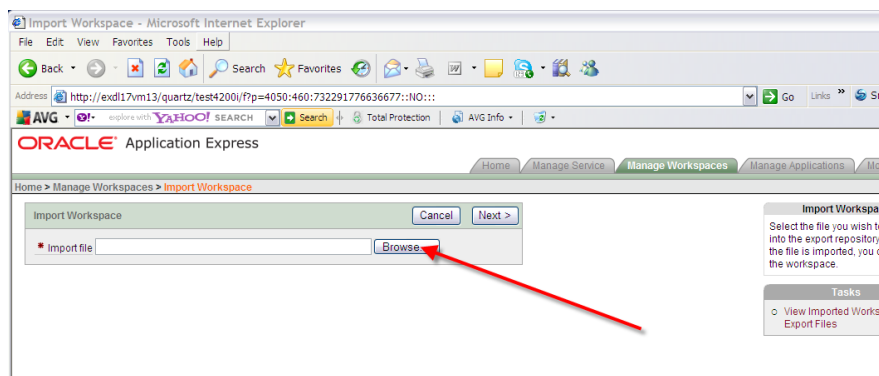 Import Workspace - Microsoft Internet Explorer
File Edit View Favorites Tools Help
Back Search Favorites
Address http://exdl17vm13/quartz/test4200i/f?p=4050:460:732291776636677::NO::: Go Links »
AVG explore with YAHOO! SEARCH Search Total Protection AVG Info
ORACLE Application Express
Home Manage Service Manage Workspaces Manage Applications
Home > Manage Workspaces > Import Workspace
Import Workspace Cancel Next >
* Import file Browse...
Import Workspa
Select the file you wish t
into the export repository
the file is imported, you
the workspace.
Tasks
View Imported Works
Export Files